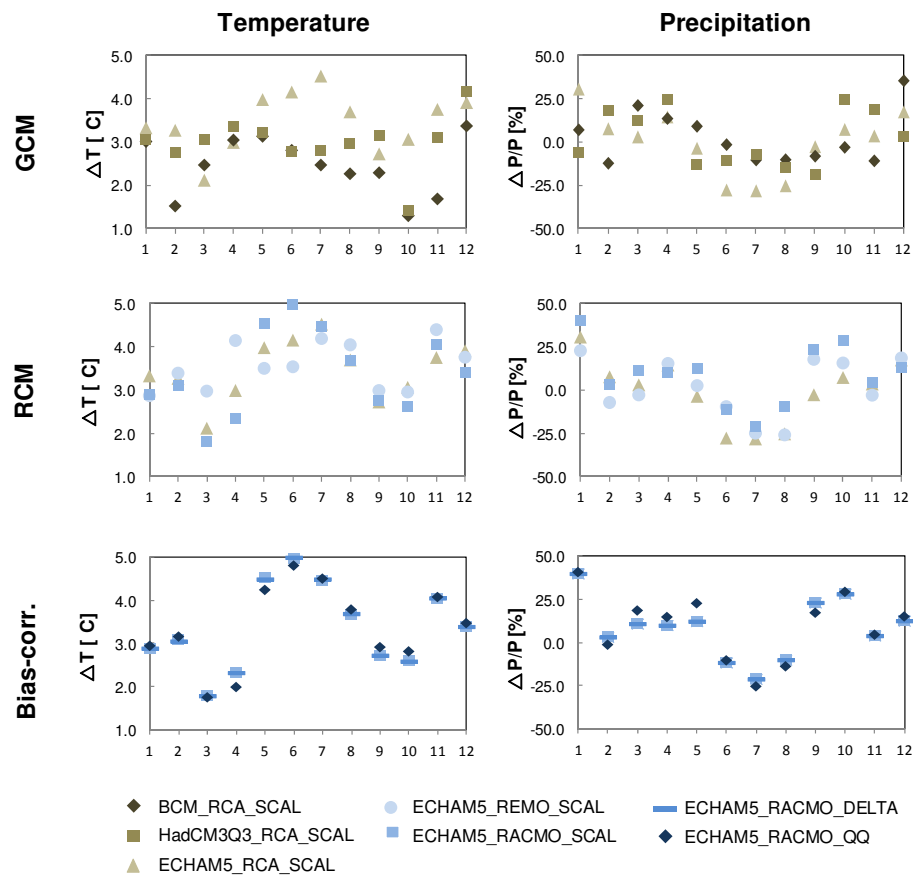 Temperature Precipitation
GCM
△T [ C]
5.0
4.0
3.0
2.0
1.0
1 2 3 4 5 6 7 8 9 10 11 12
△P/P [%]
50.0
25.0
0.0
-25.0
-50.0
1 2 3 4 5 6 7 8 9 10 11 12
RCM
△T [ C]
5.0
4.0
3.0
2.0
1.0
1 2 3 4 5 6 7 8 9 10 11 12
△P/P [%]
50.0
25.0
0.0
-25.0
-50.0
1 2 3 4 5 6 7 8 9 10 11 12
Bias-corr.
△T [ C]
5.0
4.0
3.0
2.0
1.0
1 2 3 4 5 6 7 8 9 10 11 12
△P/P [%]
50.0
25.0
0.0
-25.0
-50.0
1 2 3 4 5 6 7 8 9 10 11 12
BCM_RCA_SCAL ECHAM5_REMO_SCAL ECHAM5_RACMO_DELTA
HadCM3Q3_RCA_SCAL ECHAM5_RACMO_SCAL ECHAM5_RACMO_QQ
ECHAM5_RCA_SCAL